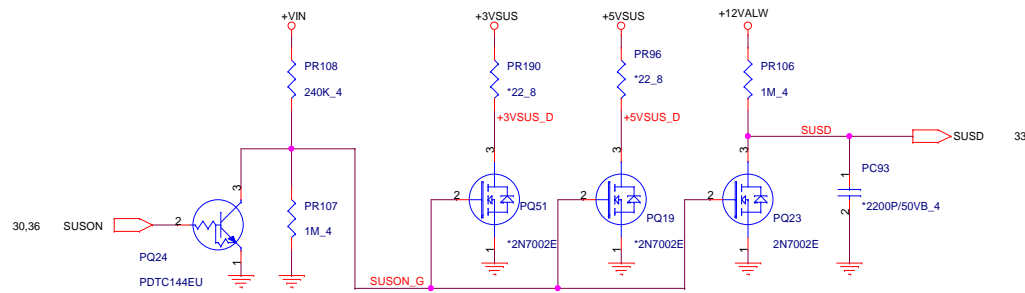 +VIN
+3VSUS
+5VSUS
+12VALW
PR108
240K_4
PR190
*22_8
PR96
*22_8
PR106
1M_4
+3VSUS_D
+5VSUS_D
SUSD
SUSD
33
3
3
3
3
PC93
1
2
*2200P/50VB_4
30,36
SUSON
2
PR107
1M_4
2
PQ51
2
PQ19
2
PQ23
1
1
1
1
*2N7002E
*2N7002E
2N7002E
PQ24
PDTC144EU
SUSON_G